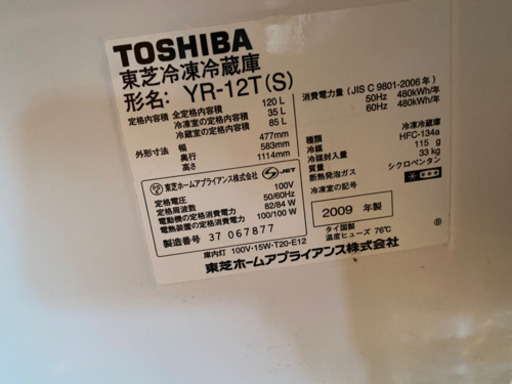 TOSHIBA
東芝冷凍冷蔵庫
形名: YR-12T(S)
定格内容積 全定格内容積 120 L
冷凍室の定格内容積 35 L
冷蔵室の定格内容積 85 L
外形寸法 幅 477mm
奥行 583mm
高さ 1114mm
東芝ホームアプライアンス株式会社 JET
定格電圧 100V
定格周波数 50/60Hz
電動機の定格消費電力 82/84 W
電熱装置の定格消費電力 100/100 W
製造番号 37 067877
庫内灯 100V-15W-T20-E12
消費電力量 (JIS C 9801-2006 年)
50Hz 480kWh/年
60Hz 480kWh/年
種類 冷凍冷蔵庫
冷媒 HFC-134a
冷媒封入量 115 g
質量 33 kg
断熱発泡ガス シクロペンタン
冷凍室の記号
2009 年製
タイ国製
温度ヒューズ 76℃
東芝ホームアプライアンス株式会社